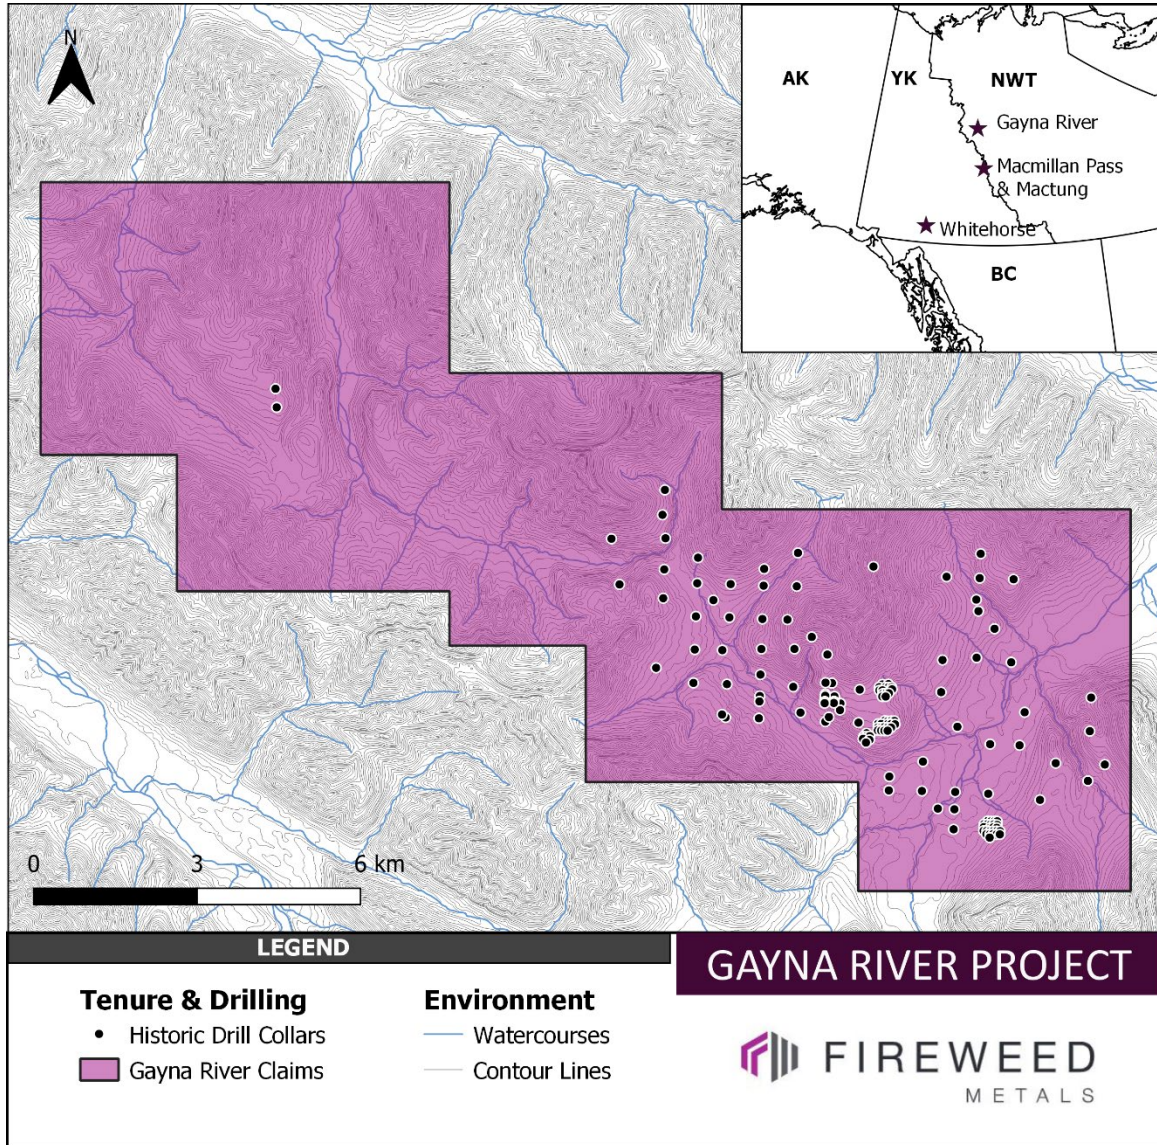 N
AK
YK
NWT
Gayna River
Macmillan Pass
& Mactung
Whitehorse
BC
0 3 6 km
LEGEND
Tenure & Drilling
Historic Drill Collars
Gayna River Claims
Environment
Watercourses
Contour Lines
GAYNA RIVER PROJECT
FIREWEED
METALS